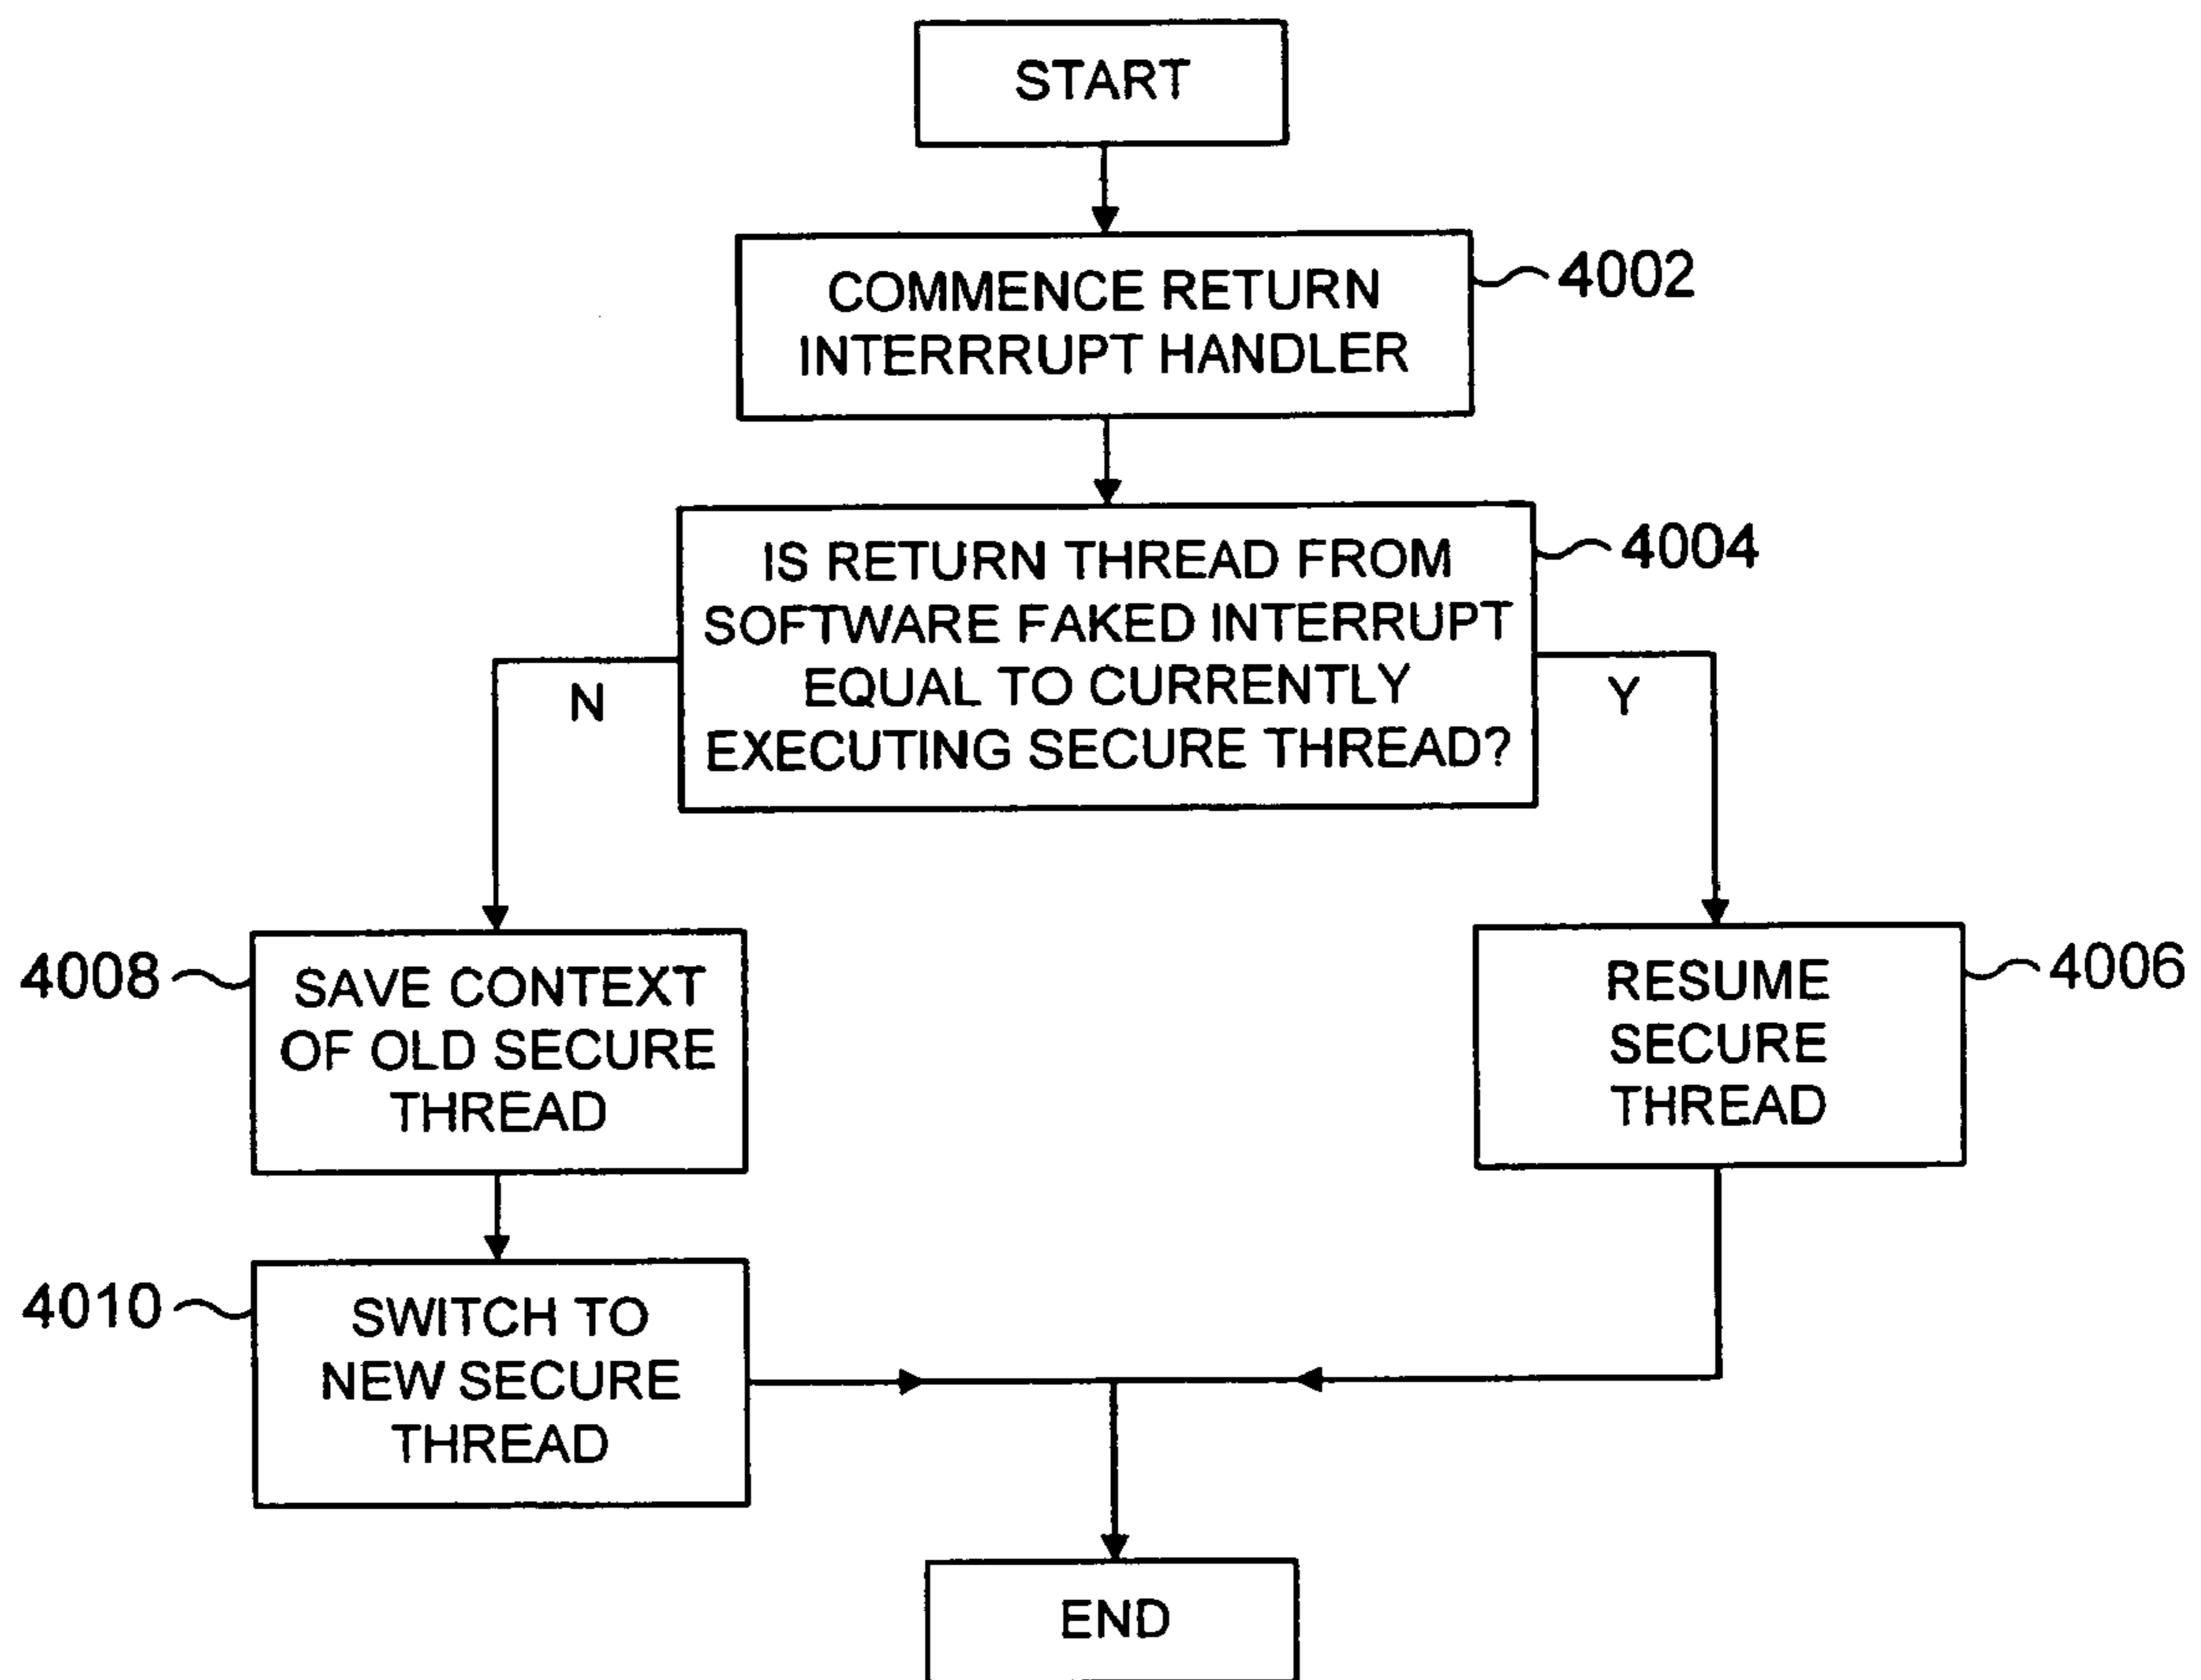 START
COMMENCE RETURN
INTERRRUPT HANDLER
4002
IS RETURN THREAD FROM
SOFTWARE FAKED INTERRUPT
EQUAL TO CURRENTLY
EXECUTING SECURE THREAD?
4004
N
Y
4008
SAVE CONTEXT
OF OLD SECURE
THREAD
RESUME
SECURE
THREAD
4006
4010
SWITCH TO
NEW SECURE
THREAD
END